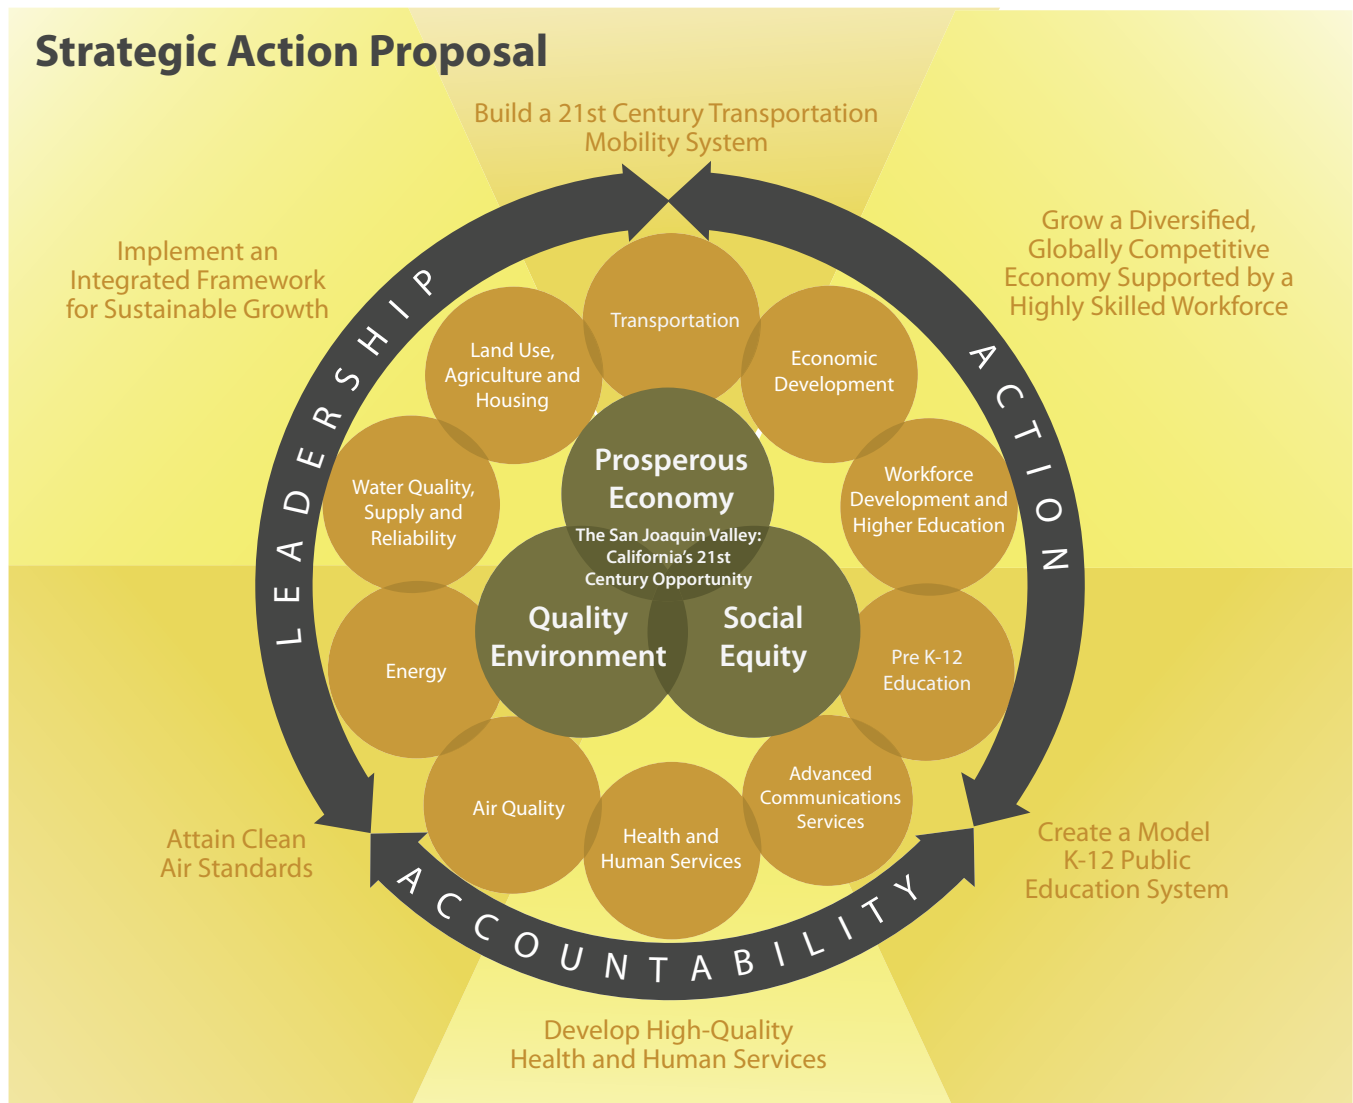 Strategic Action Proposal
Build a 21st Century Transportation
Mobility System
Implement an
Integrated Framework
for Sustainable Growth
Grow a Diversified,
Globally Competitive
Economy Supported by a
Highly Skilled Workforce
LEADERSHIP
ACTION
Transportation
Land Use,
Agriculture and
Housing
Economic
Development
Water Quality,
Supply and
Reliability
Workforce
Development and
Higher Education
Prosperous
Economy
The San Joaquin Valley:
California's 21st
Century Opportunity
Quality
Environment
Social
Equity
Energy
Pre K-12
Education
Air Quality
Advanced
Communications
Services
Health and
Human Services
Attain Clean
Air Standards
Create a Model
K-12 Public
Education System
ACCOUNTABILITY
Develop High-Quality
Health and Human Services